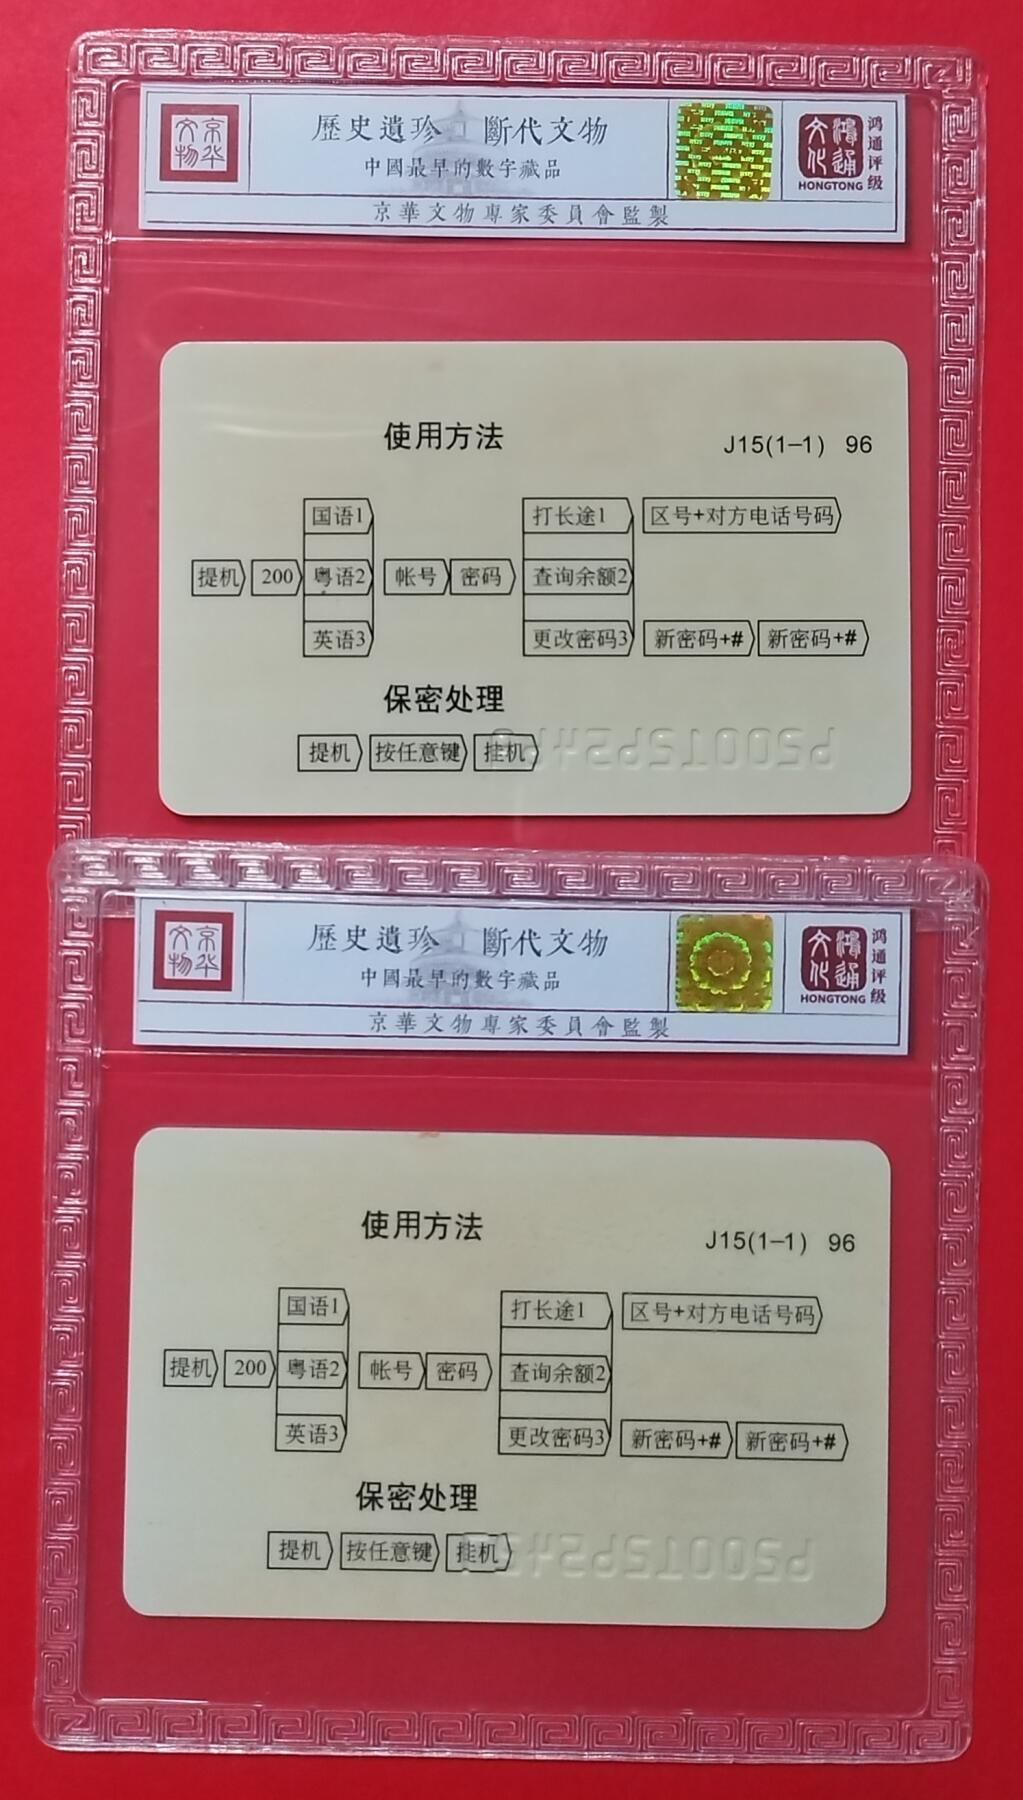 京华文物
歷史遺珍 斷代文物
中國最早的數字藏品
京華文物專家委員會監製
鸿通文化
HONGTONG
鸿通评级
使用方法
J15(1-1) 96
国语1 打长途1 区号+对方电话号码
提机 200 粤语2 帐号 密码 查询余额2
英语3 更改密码3 新密码+# 新密码+#
保密处理
提机 按任意键 挂机
京华文物
歷史遺珍 斷代文物
中國最早的數字藏品
京華文物專家委員會監製
鸿通文化
HONGTONG
鸿通评级
使用方法
J15(1-1) 96
国语1 打长途1 区号+对方电话号码
提机 200 粤语2 帐号 密码 查询余额2
英语3 更改密码3 新密码+# 新密码+#
保密处理
提机 按任意键 挂机